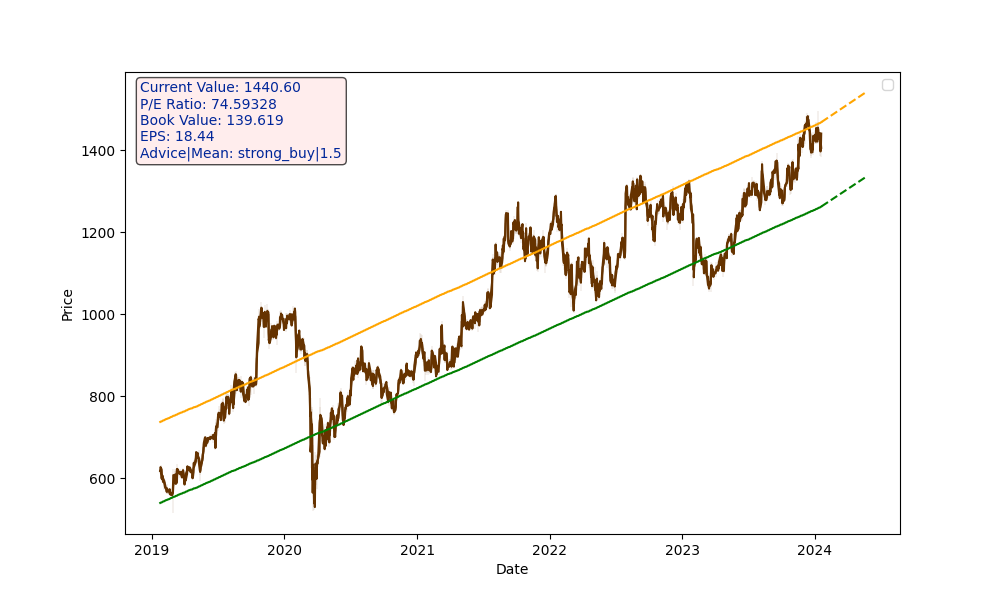 Current Value: 1440.60
P/E Ratio: 74.59328
Book Value: 139.619
EPS: 18.44
Advice|Mean: strong_buy|1.5
1400
1200
1000
800
600
Price
2019 2020 2021 2022 2023 2024
Date